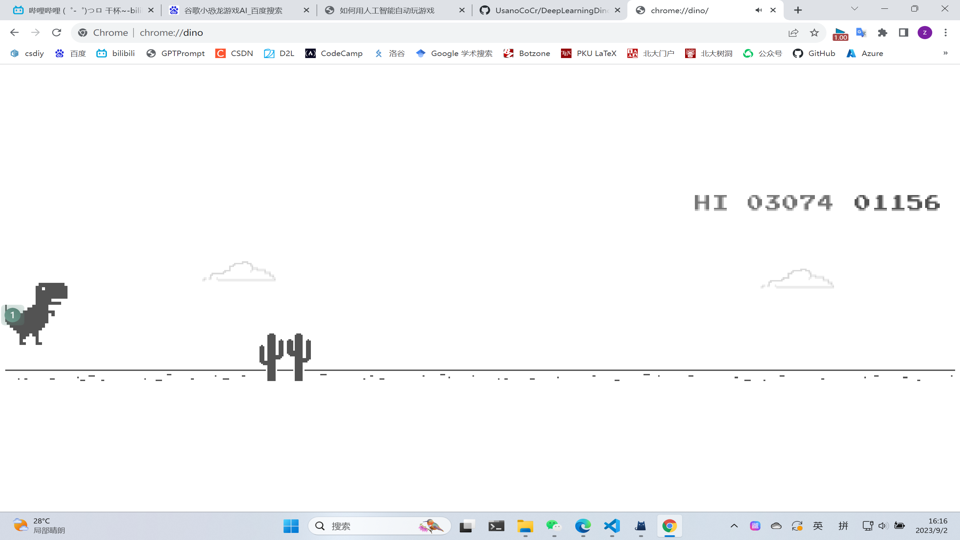 哔哩哔哩 (゜-゜)つロ 干杯~-bili
谷歌小恐龙游戏AI_百度搜索
如何用人工智能自动玩游戏
UsanoCoCr/DeepLearningDin
chrome://dino/
Chrome | chrome://dino
1.00
z
csdiy
百度
bilibili
GPTPrompt
CSDN
D2L
CodeCamp
洛谷
Google 学术搜索
Botzone
PKU LaTeX
北大门户
北大树洞
公众号
GitHub
Azure
»
HI 03074 01156
1
28°C
局部晴朗
搜索
英
拼
16:16
2023/9/2